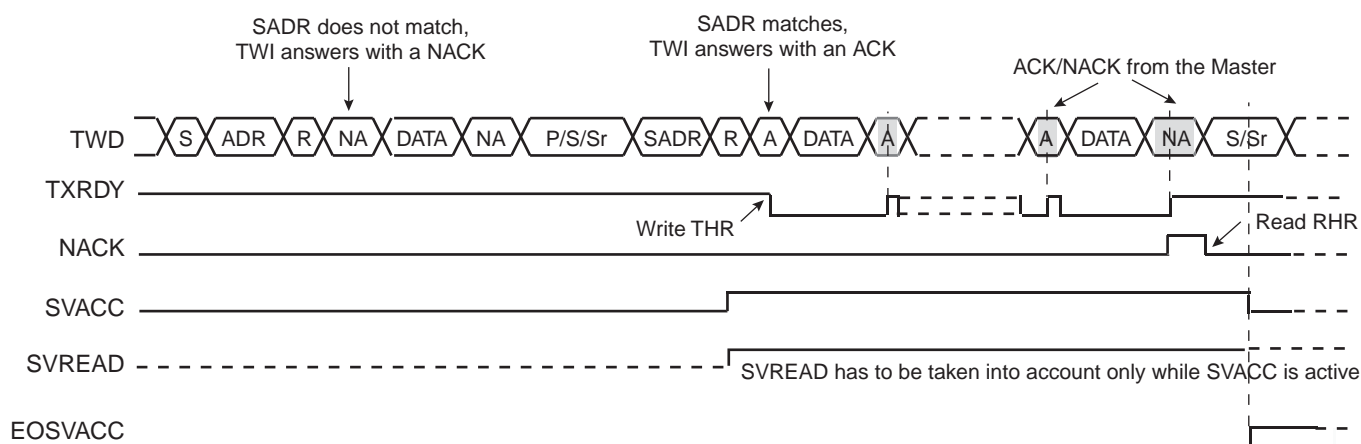 SADR does not match,
TWI answers with a NACK
SADR matches,
TWI answers with an ACK
ACK/NACK from the Master
TWD S ADR R NA DATA NA P/S/Sr SADR R A DATA A A DATA NA S/Sr
TXRDY
Write THR
Read RHR
NACK
SVACC
SVREAD
SVREAD has to be taken into account only while SVACC is active
EOSVACC